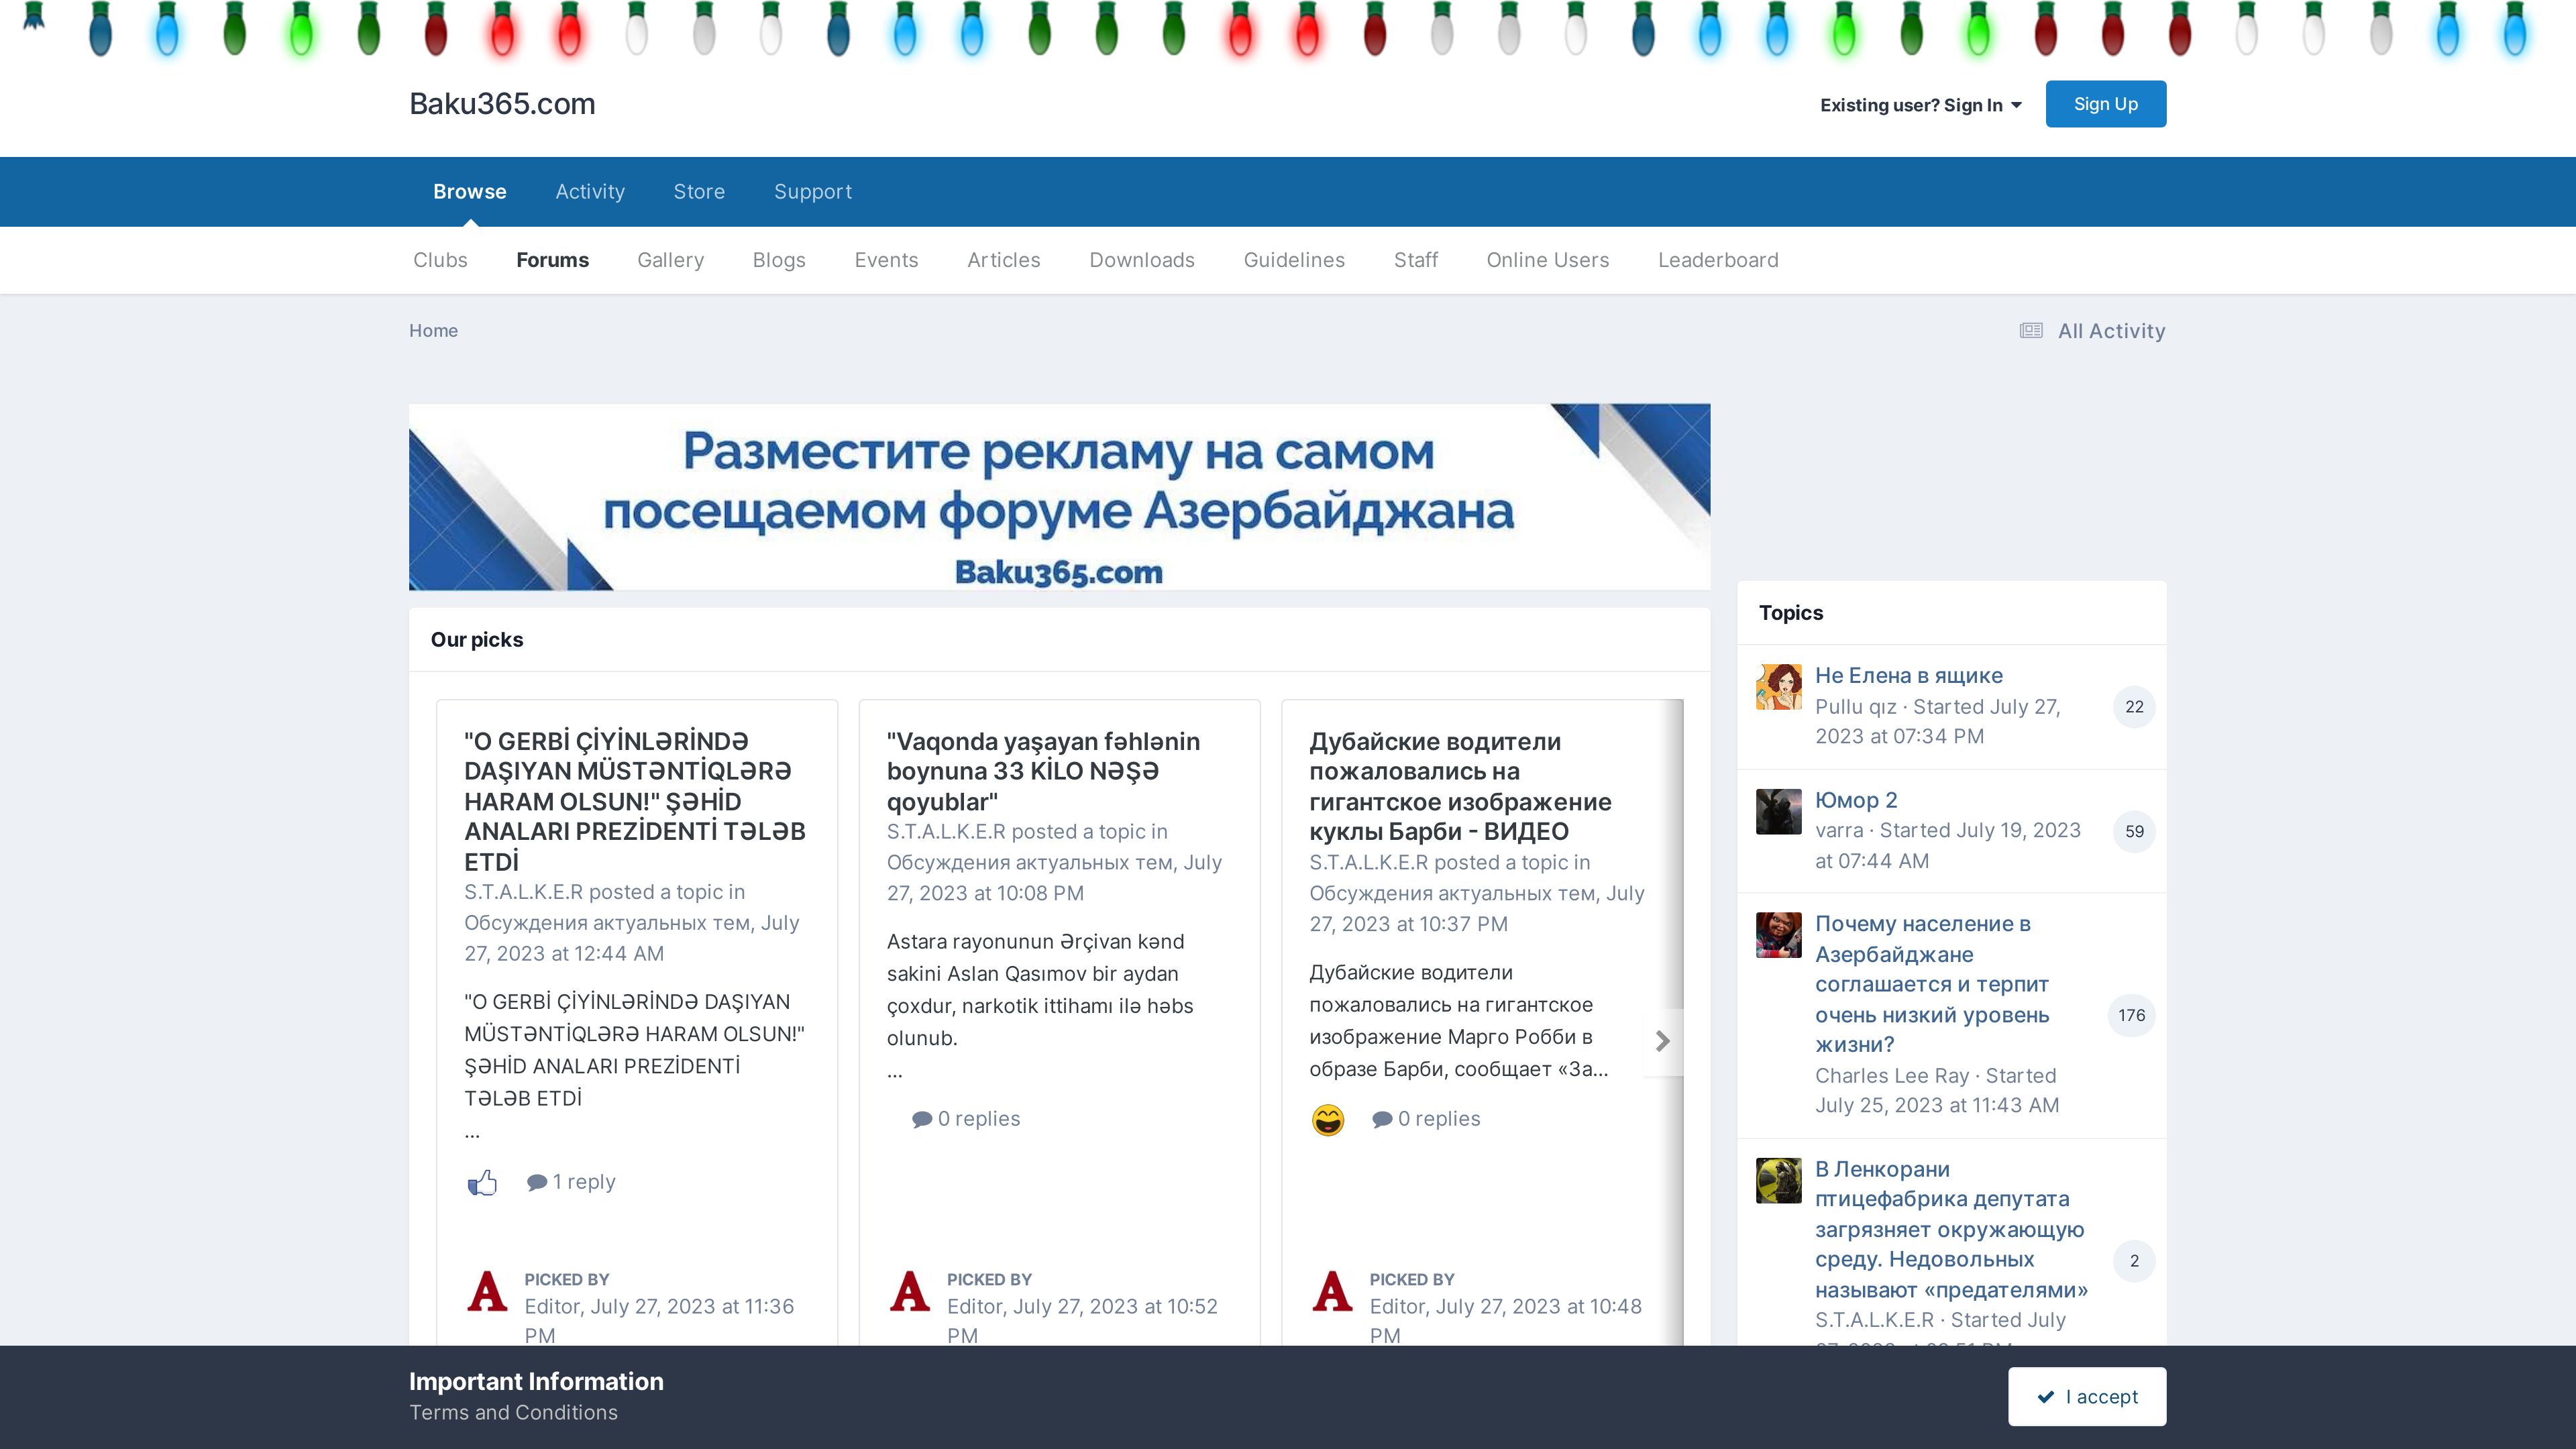 Baku365.com
Existing user? Sign In
Sign Up
Browse
Activity
Store
Support
Clubs
Forums
Gallery
Blogs
Events
Articles
Downloads
Guidelines
Staff
Online Users
Leaderboard
Home
All Activity
Разместите рекламу на самом
посещаемом форуме Азербайджана
Baku365.com
Our picks
"O GERBİ ÇİYİNLƏRİNDƏ
DAŞIYAN MÜSTƏNTİQLƏRƏ
HARAM OLSUN!" ŞƏHİD
ANALARI PREZİDENTİ TƏLƏB
ETDİ
S.T.A.L.K.E.R posted a topic in
Обсуждения актуальных тем, July
27, 2023 at 12:44 AM
"O GERBİ ÇİYİNLƏRİNDƏ DAŞIYAN
MÜSTƏNTİQLƏRƏ HARAM OLSUN!"
ŞƏHİD ANALARI PREZİDENTİ
TƏLƏB ETDİ
...
1 reply
A
PICKED BY
Editor, July 27, 2023 at 11:36
PM
"Vaqonda yaşayan fəhlənin
boynuna 33 KİLO NƏŞƏ
qoyublar"
S.T.A.L.K.E.R posted a topic in
Обсуждения актуальных тем, July
27, 2023 at 10:08 PM
Astara rayonunun Ərçivan kənd
sakini Aslan Qasımov bir aydan
çoxdur, narkotik ittihamı ilə həbs
olunub.
...
0 replies
A
PICKED BY
Editor, July 27, 2023 at 10:52
PM
Дубайские водители
пожаловались на
гигантское изображение
куклы Барби - ВИДЕО
S.T.A.L.K.E.R posted a topic in
Обсуждения актуальных тем, July
27, 2023 at 10:37 PM
Дубайские водители
пожаловались на гигантское
изображение Марго Робби в
образе Барби, сообщает «За...
0 replies
A
PICKED BY
Editor, July 27, 2023 at 10:48
PM
Topics
Не Елена в ящике
Pullu qız · Started July 27,
2023 at 07:34 PM
22
Юмор 2
varra · Started July 19, 2023
at 07:44 AM
59
Почему население в
Азербайджане
соглашается и терпит
очень низкий уровень
жизни?
Charles Lee Ray · Started
July 25, 2023 at 11:43 AM
176
В Ленкорани
птицефабрика депутата
загрязняет окружающую
среду. Недовольных
называют «предателями»
S.T.A.L.K.E.R · Started July
2
Important Information
Terms and Conditions
I accept